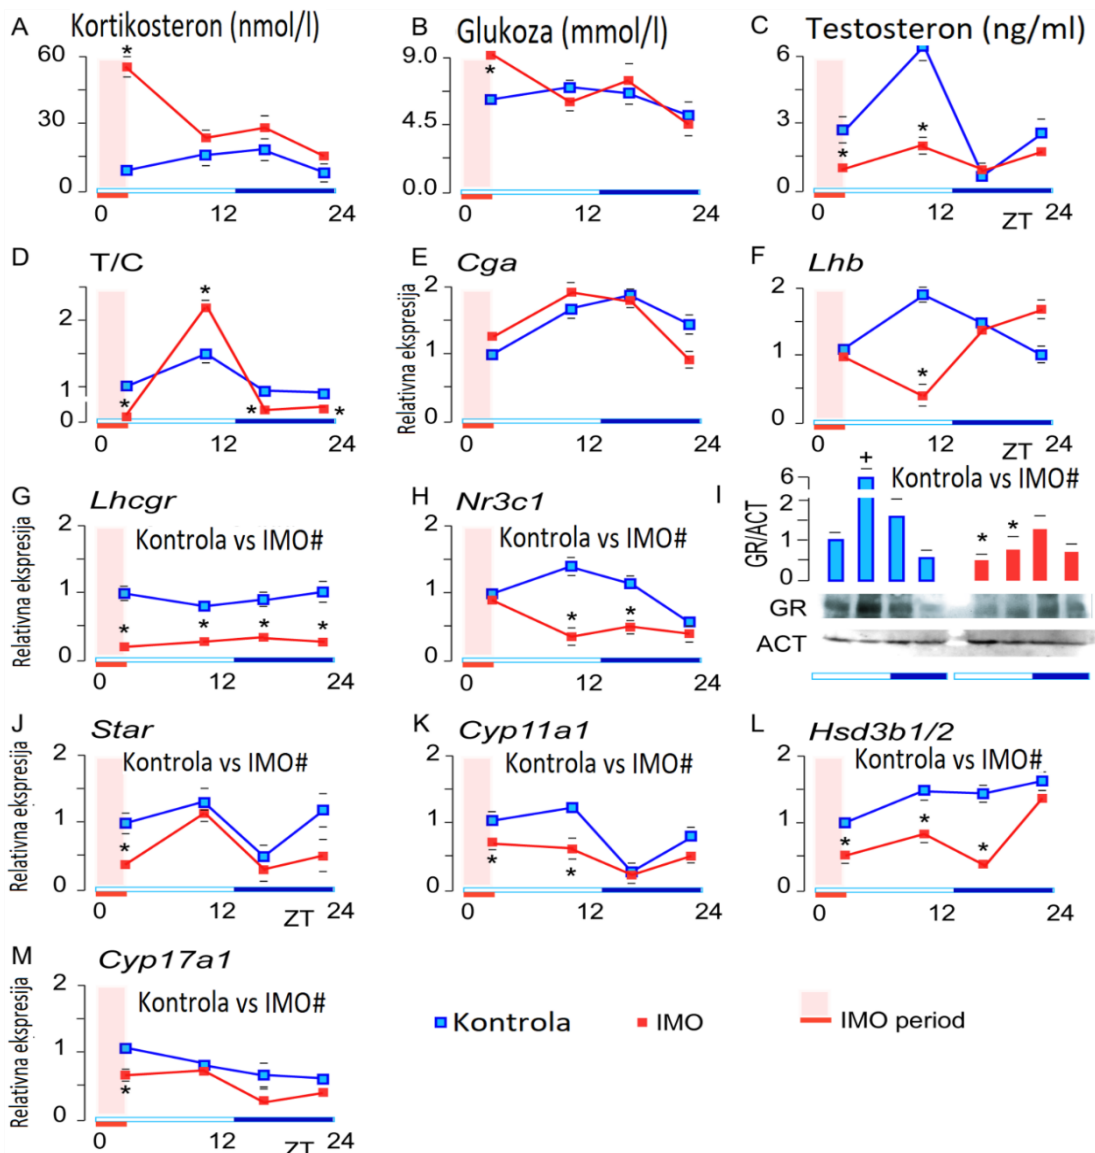 A Kortikosteron (nmol/l)
60
30
0
0 12 24
B Glukoza (mmol/l)
9.0
4.5
0.0
0 12 24
C Testosteron (ng/ml)
6
3
0
0 12 ZT 24
*
*
*
*
D T/C
2
1
0
0 12 24
*
*
*
*
E Cga
Relativna ekspresija
2
1
0
0 12 24
F Lhb
2
1
0
0 12 ZT 24
*
G Lhcgr
Relativna ekspresija
Kontrola vs IMO#
2
1
0
0 12 24
* * * *
H Nr3c1
Kontrola vs IMO#
2
1
0
0 12 24
* *
I Kontrola vs IMO#
GR/ACT
6
2
1
0
+
* *
GR
ACT
J Star
Relativna ekspresija
Kontrola vs IMO#
2
1
0
0 12 ZT 24
*
K Cyp11a1
Kontrola vs IMO#
2
1
0
0 12 24
* *
L Hsd3b1/2
Kontrola vs IMO#
2
1
0
0 12 24
* * *
M Cyp17a1
Relativna ekspresija
Kontrola vs IMO#
2
1
0
0 12 ZT 24
*
Kontrola IMO IMO period